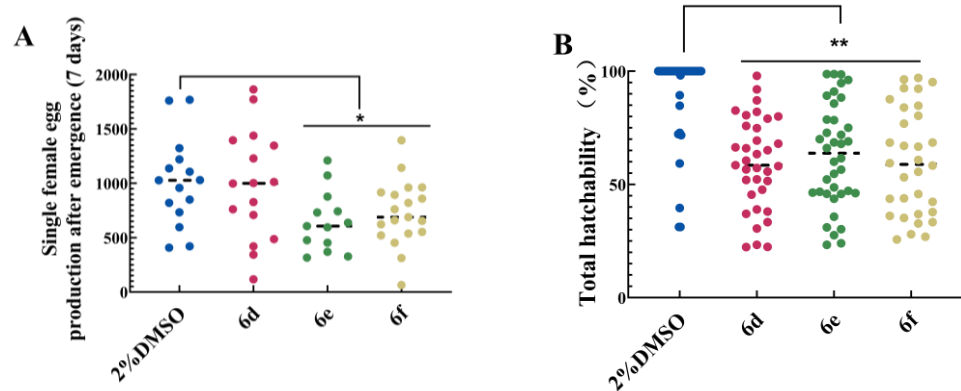 A
Single female egg
production after emergence (7 days)
2000
1500
1000
500
0
*
2%DMSO
6d
6e
6f
B
Total hatchability （%）
100
50
0
**
2%DMSO
6d
6e
6f